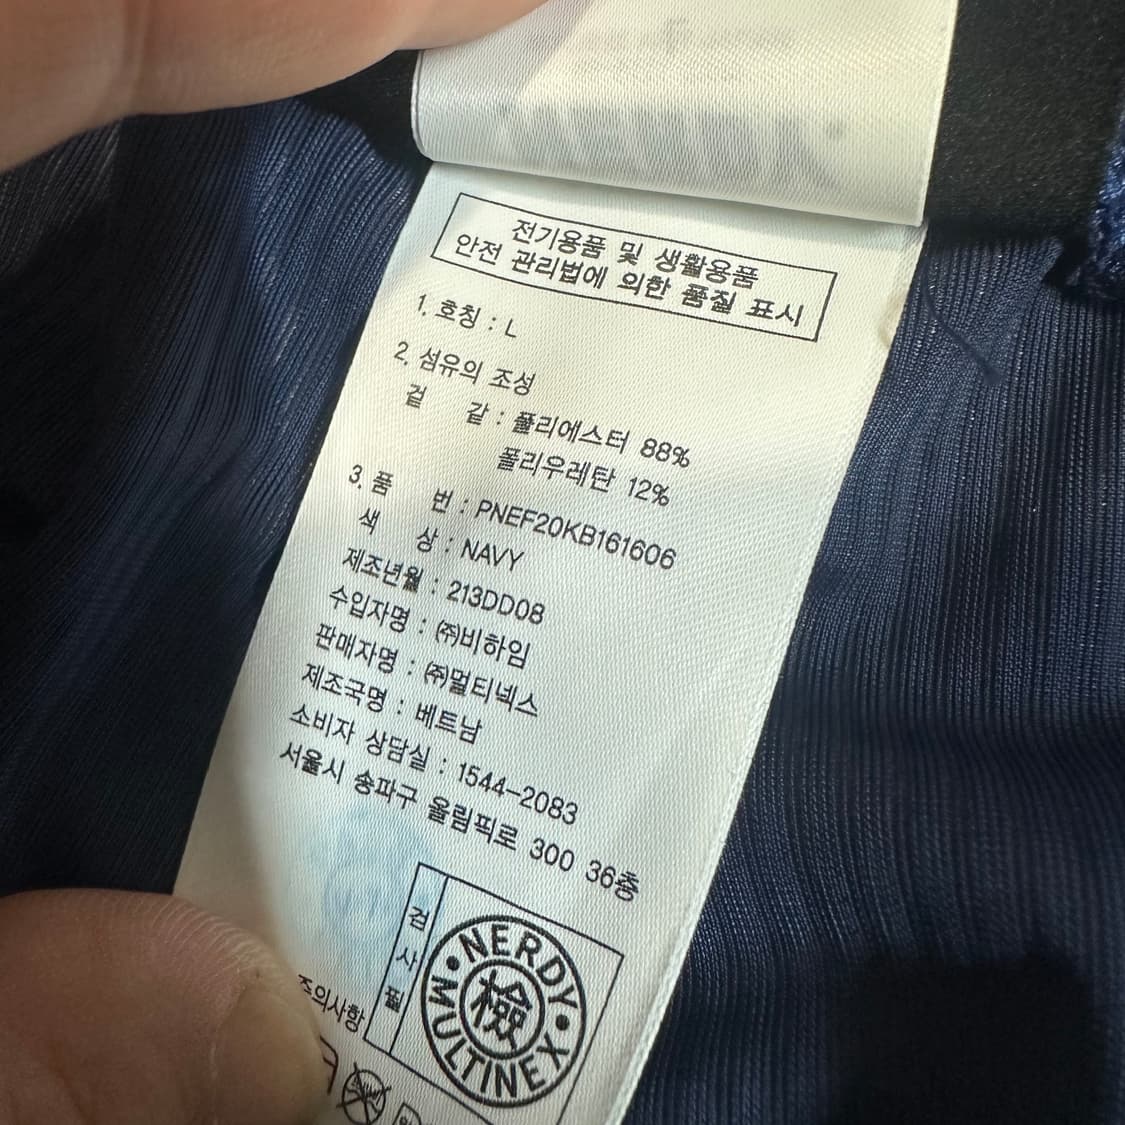 전기용품 및 생활용품
안전 관리법에 의한 품질 표시
1. 호칭 : L
2. 섬유의 조성
겉 감 : 폴리에스터 88%
폴리우레탄 12%
3. 품 번 : PNEF20KB161606
색 상 : NAVY
제조년월 : 213DD08
수입자명 : ㈜비하임
판매자명 : ㈜멀티넥스
제조국명 : 베트남
소비자 상담실 : 1544-2083
서울시 송파구 올림픽로 300 36층
검사필
NERDY
檢
MULTINEX
주의사항